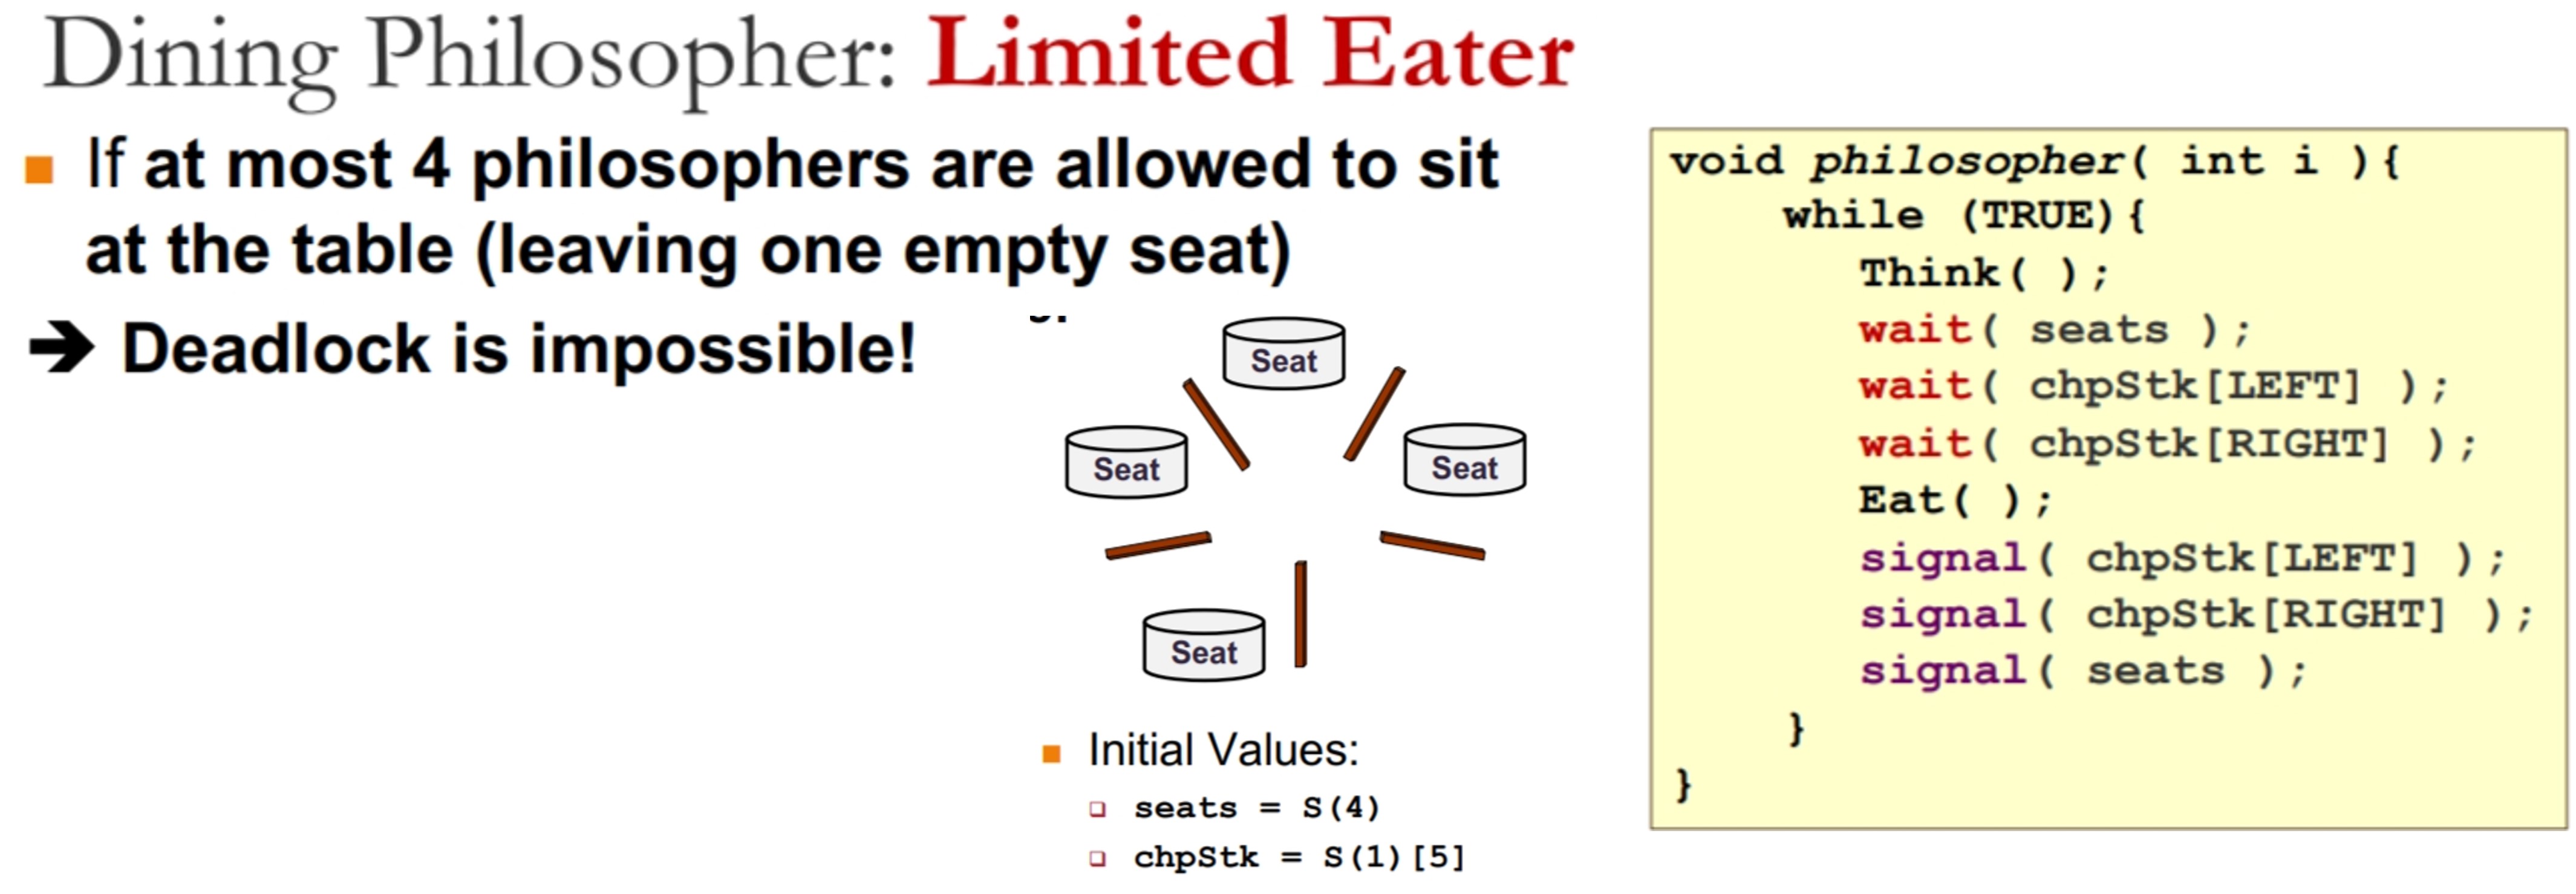 Dining Philosopher: Limited Eater
If at most 4 philosophers are allowed to sit
at the table (leaving one empty seat)
➔ Deadlock is impossible!
Seat
Seat
Seat
Seat
Initial Values:
seats = S(4)
chpStk = S(1)[5]
void philosopher( int i ){
while (TRUE){
Think( );
wait( seats );
wait( chpStk[LEFT] );
wait( chpStk[RIGHT] );
Eat( );
signal( chpStk[LEFT] );
signal( chpStk[RIGHT] );
signal( seats );
}
}